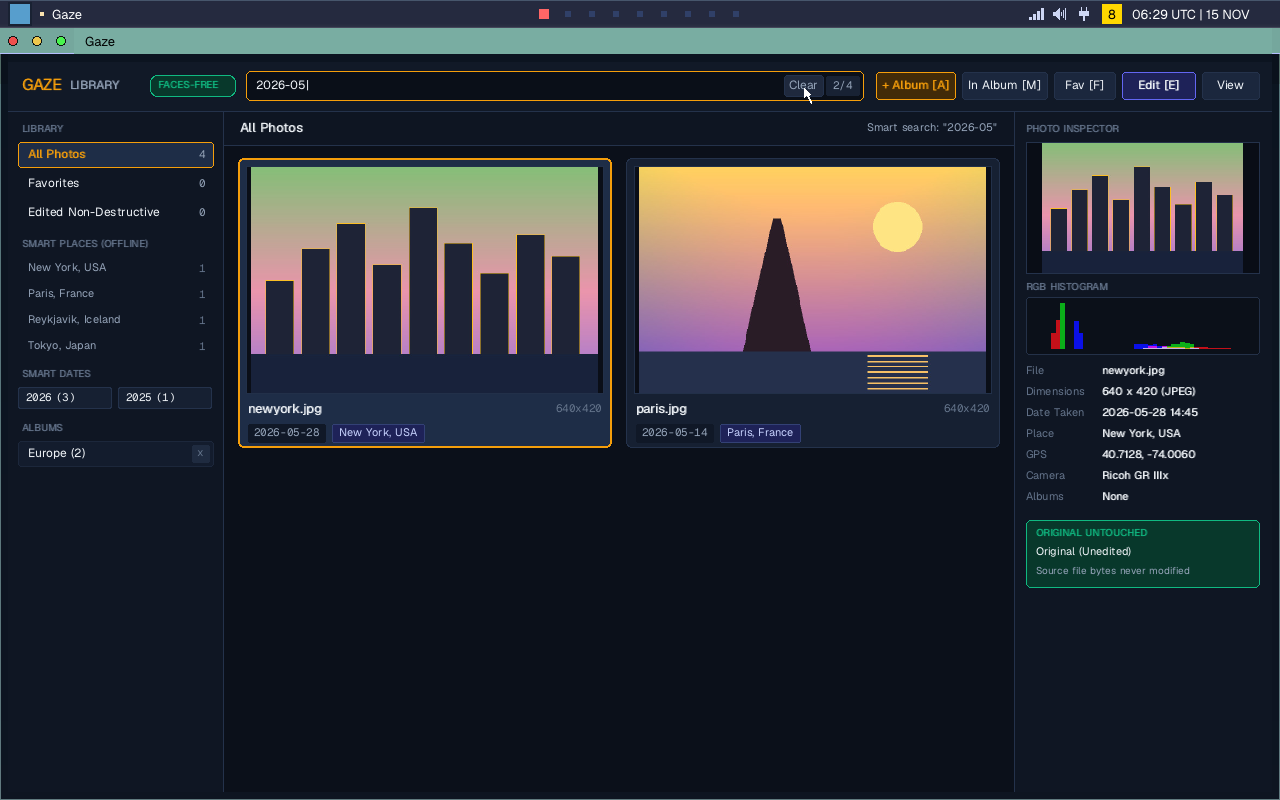 Gaze
8
06:29 UTC | 15 NOV
Gaze
GAZE LIBRARY
FACES-FREE
2026-05
Clear
2/4
+ Album [A]
In Album [M]
Fav [F]
Edit [E]
View
LIBRARY
All Photos 4
Favorites 0
Edited Non-Destructive 0
SMART PLACES (OFFLINE)
New York, USA 1
Paris, France 1
Reykjavik, Iceland 1
Tokyo, Japan 1
SMART DATES
2026 (3)
2025 (1)
ALBUMS
Europe (2) x
All Photos
Smart search: "2026-05"
newyork.jpg 640x420
2026-05-28 New York, USA
paris.jpg 640x420
2026-05-14 Paris, France
PHOTO INSPECTOR
RGB HISTOGRAM
File newyork.jpg
Dimensions 640 x 420 (JPEG)
Date Taken 2026-05-28 14:45
Place New York, USA
GPS 40.7128, -74.0060
Camera Ricoh GR IIIx
Albums None
ORIGINAL UNTOUCHED
Original (Unedited)
Source file bytes never modified